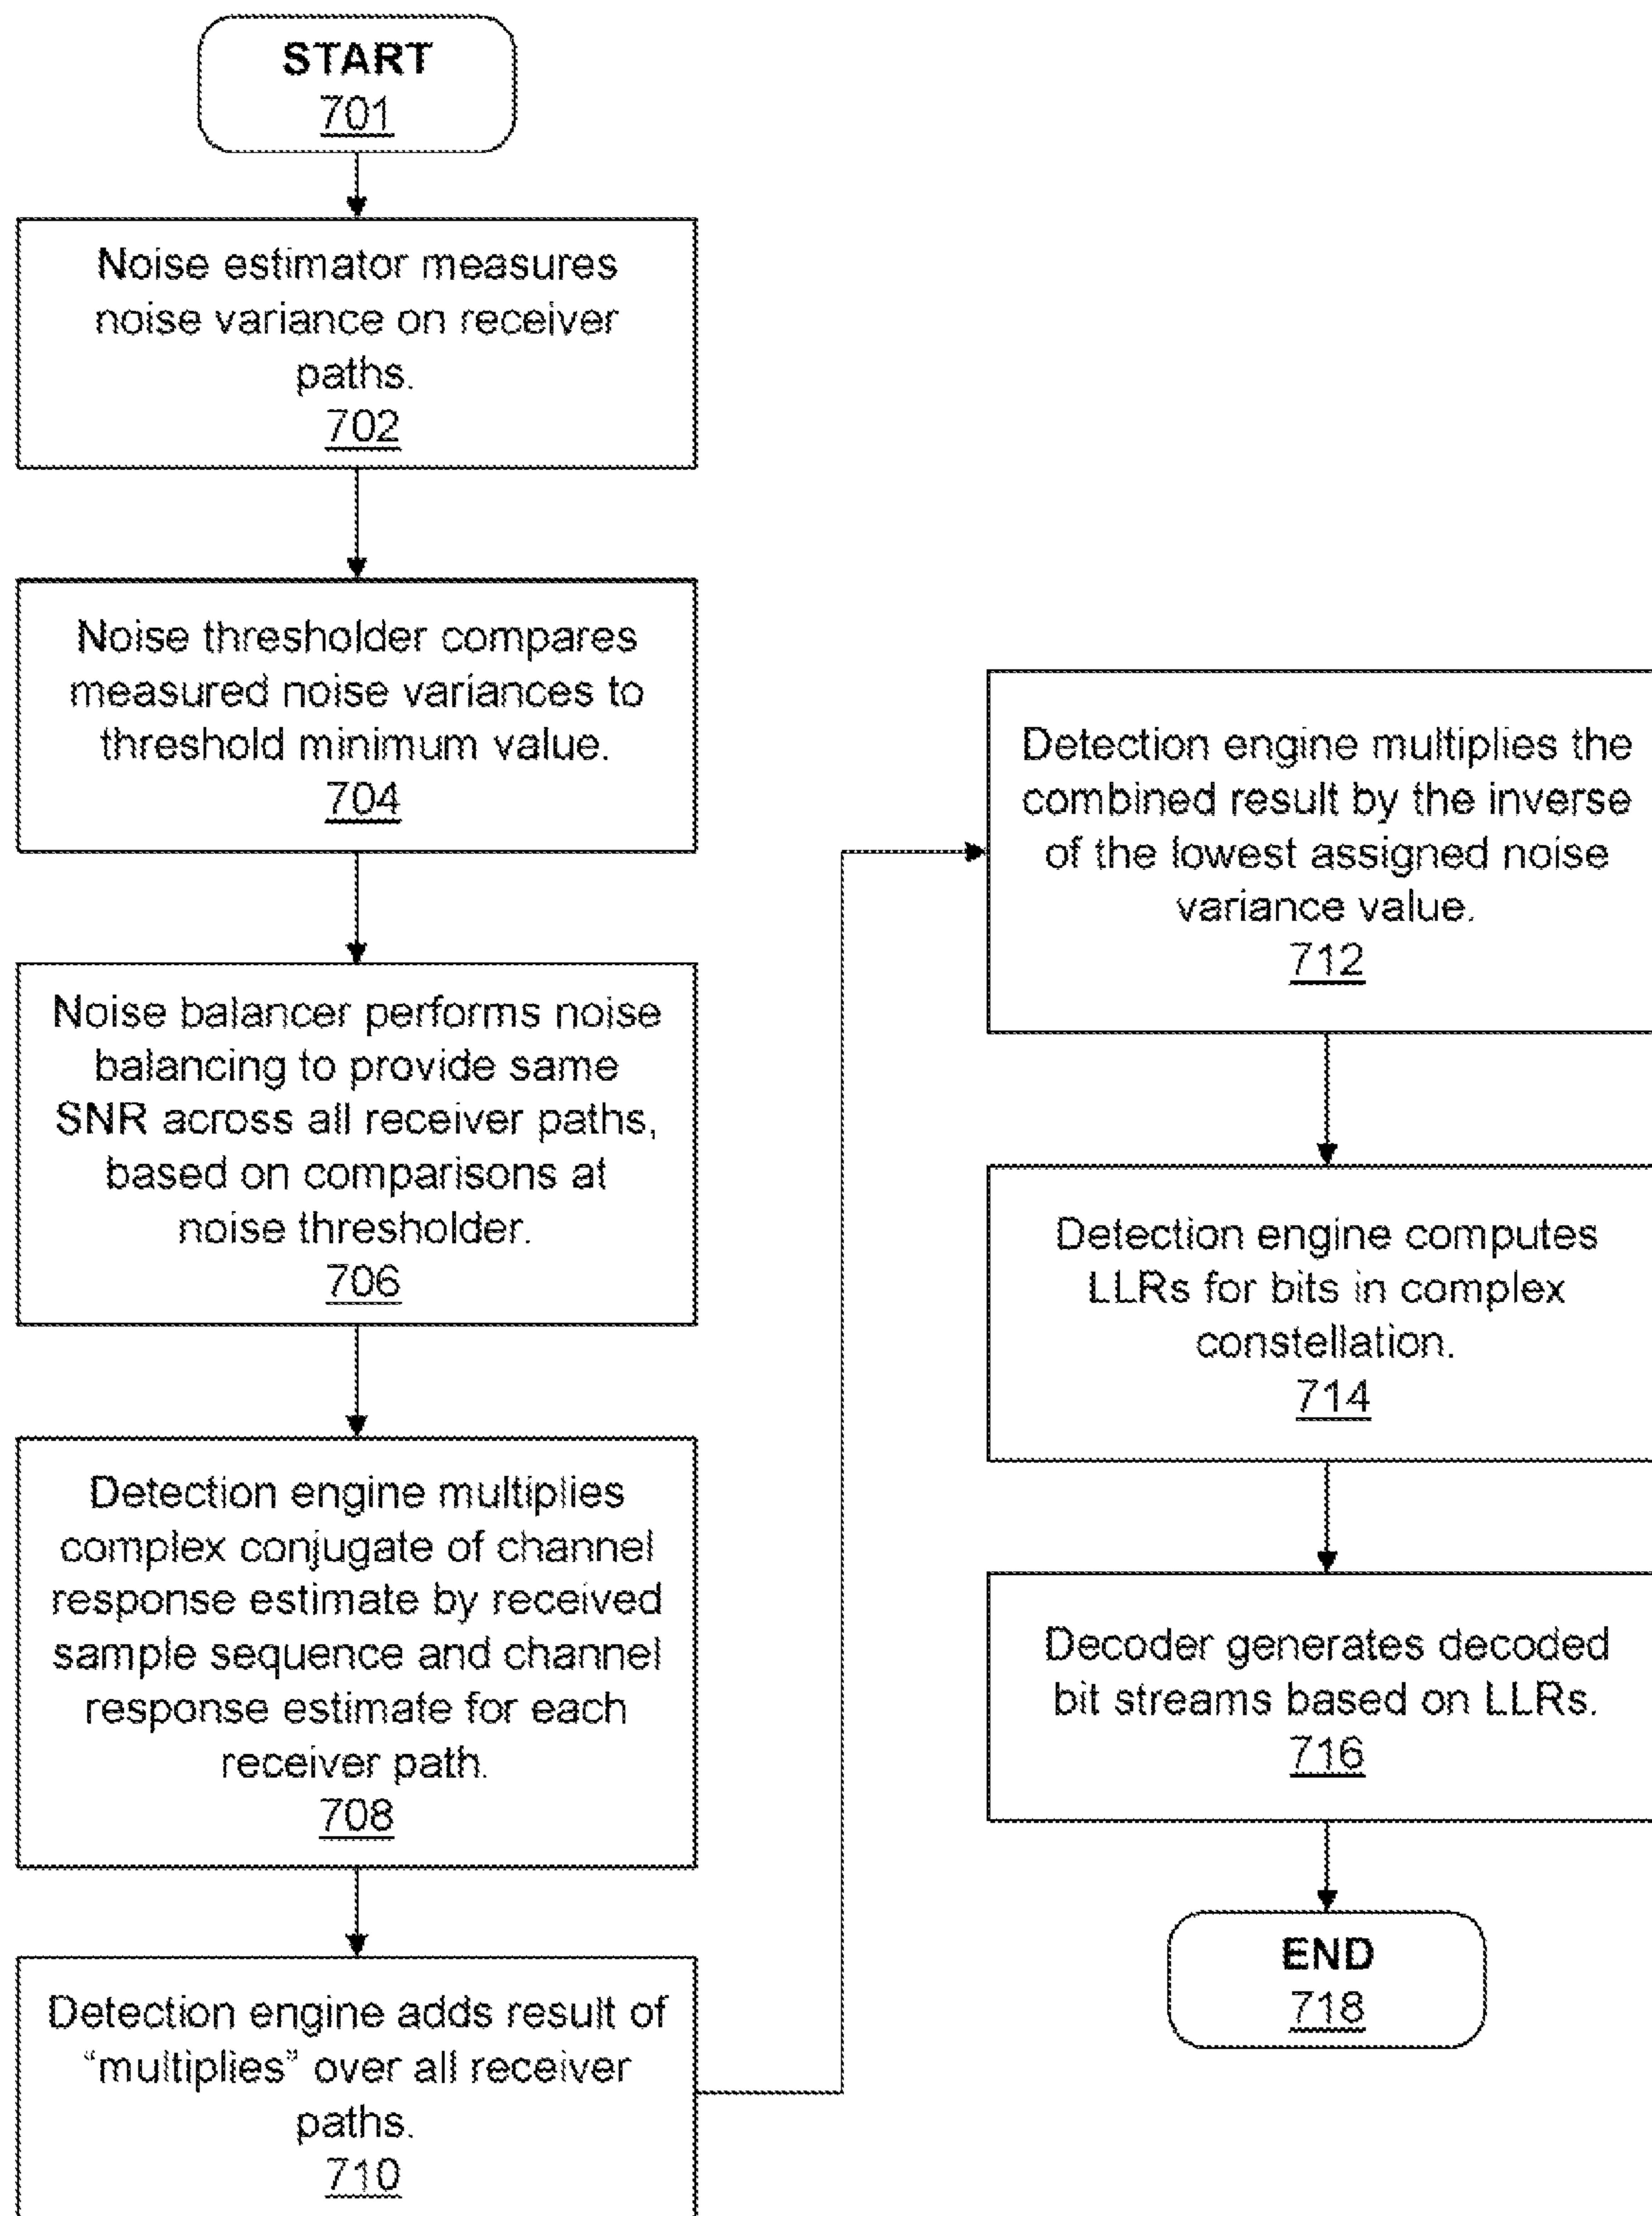 START
701
Noise estimator measures
noise variance on receiver
paths.
702
Noise thresholder compares
measured noise variances to
threshold minimum value.
704
Noise balancer performs noise
balancing to provide same
SNR across all receiver paths,
based on comparisons at
noise thresholder.
706
Detection engine multiplies
complex conjugate of channel
response estimate by received
sample sequence and channel
response estimate for each
receiver path.
708
Detection engine adds result of
“multiplies” over all receiver
paths.
710
Detection engine multiplies the
combined result by the inverse
of the lowest assigned noise
variance value.
712
Detection engine computes
LLRs for bits in complex
constellation.
714
Decoder generates decoded
bit streams based on LLRs.
716
END
718